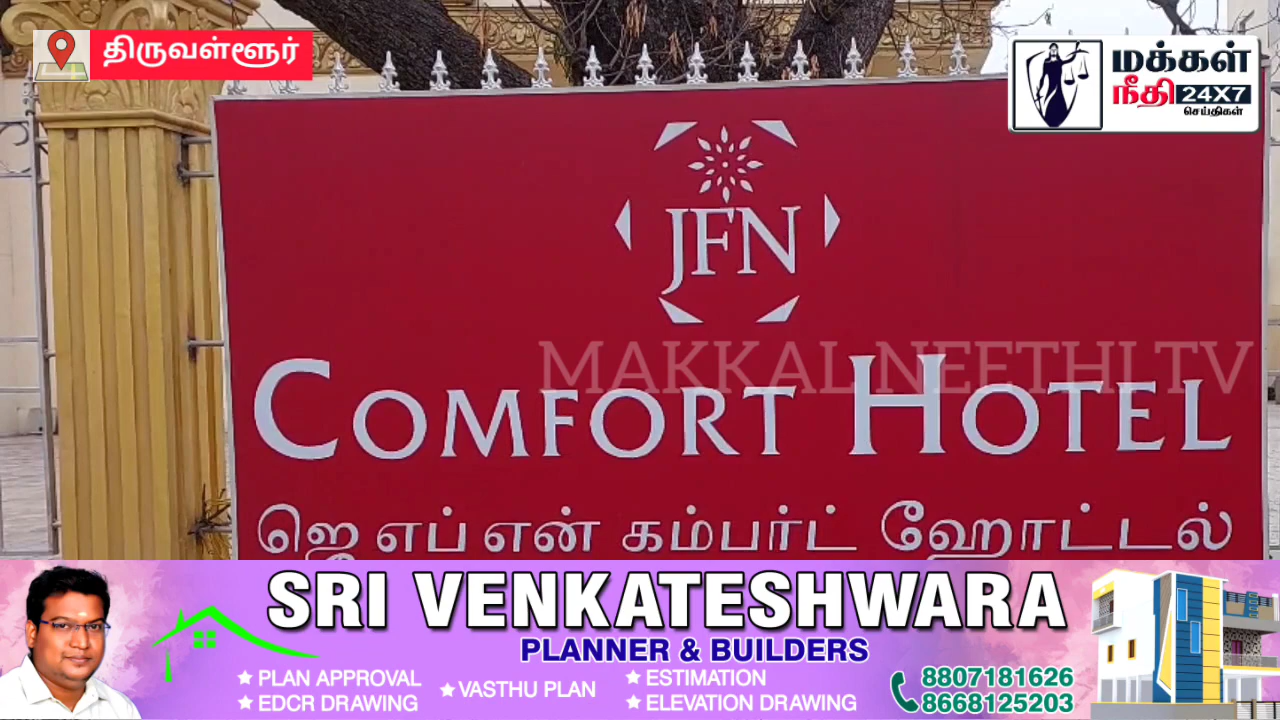 திருவள்ளூர்
மக்கள்
நீதி 24X7
செய்திகள்
JFN
MAKKAL NEETHI TV
COMFORT HOTEL
ஜெ எப் என் கம்பர்ட் ஹோட்டல்
SRI VENKATESHWARA
PLANNER & BUILDERS
PLAN APPROVAL
EDCR DRAWING
VASTHU PLAN
ESTIMATION
ELEVATION DRAWING
8807181626
8668125203